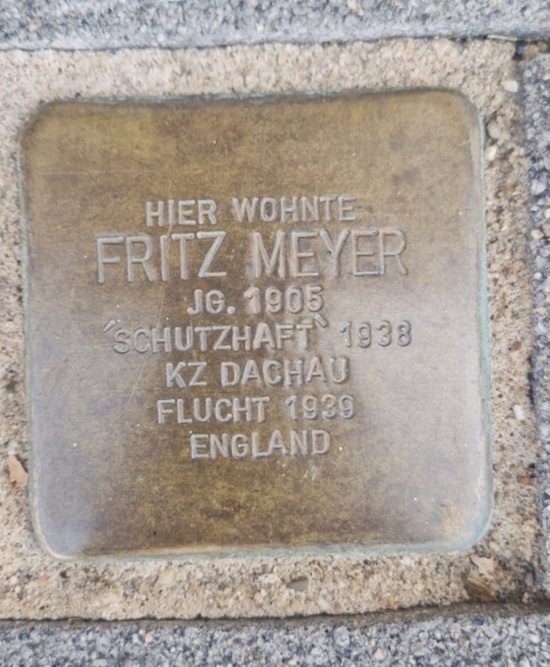 HIER WOHNTE
FRITZ MEYER
JG. 1905
"SCHUTZHAFT" 1938
KZ DACHAU
FLUCHT 1939
ENGLAND